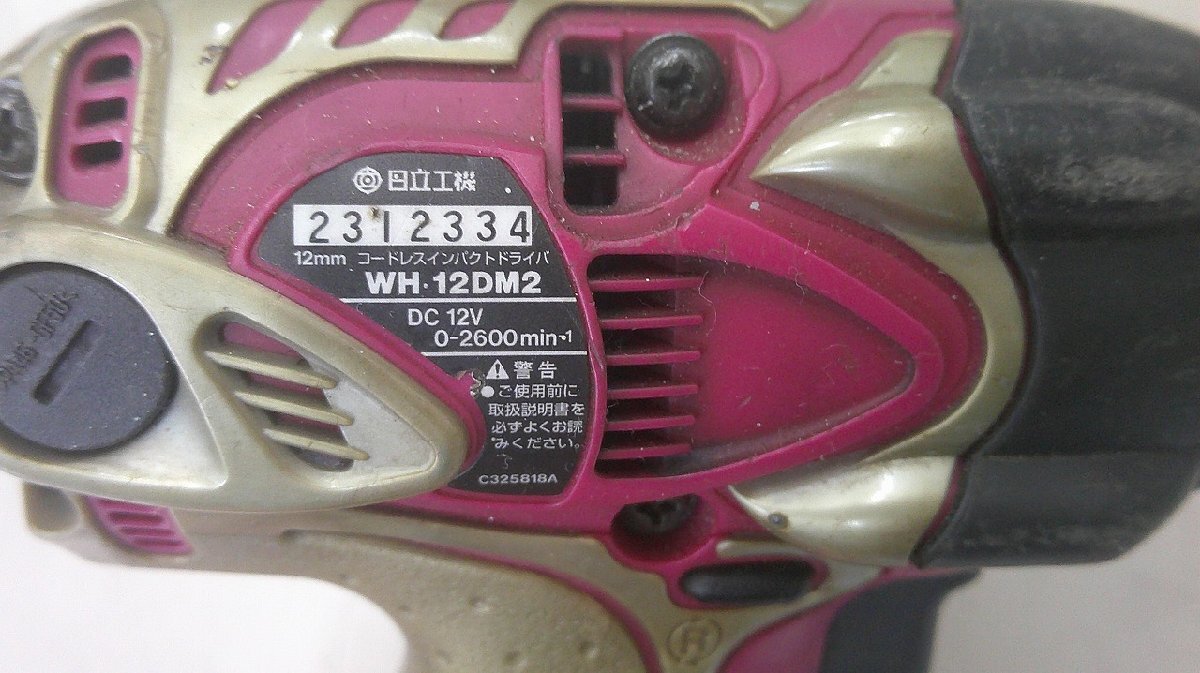 日立工機
2312334
12mm コードレスインパクトドライバ
WH・12DM2
DC 12V
0-2600min-1
警告
●ご使用前に
取扱説明書を
必ずよくお読
みください。
C325818A
R